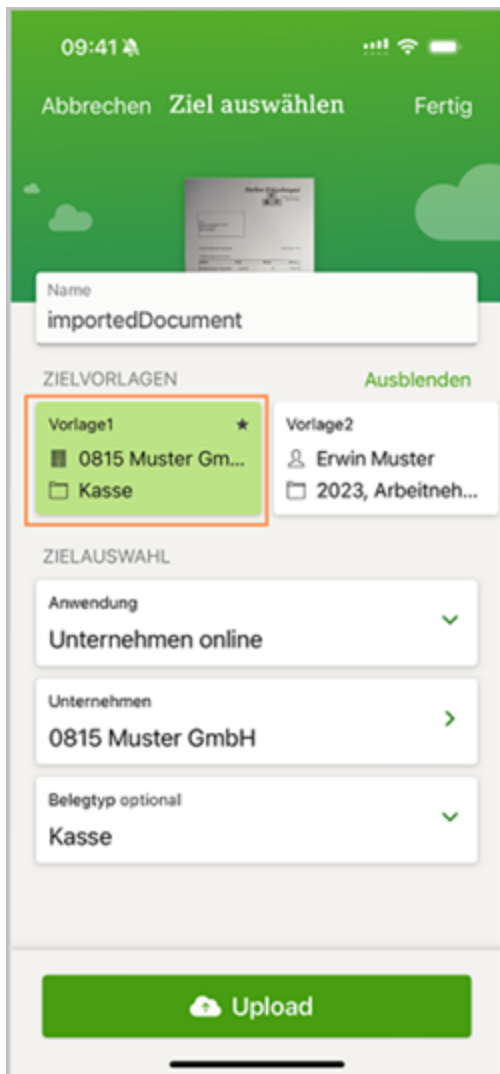 09:41
Abbrechen Ziel auswählen Fertig
Name
importedDocument
ZIELVORLAGEN Ausblenden
Vorlage1
0815 Muster Gm...
Kasse
Vorlage2
Erwin Muster
2023, Arbeitneh...
ZIELAUSWAHL
Anwendung
Unternehmen online
Unternehmen
0815 Muster GmbH
Belegtyp optional
Kasse
Upload